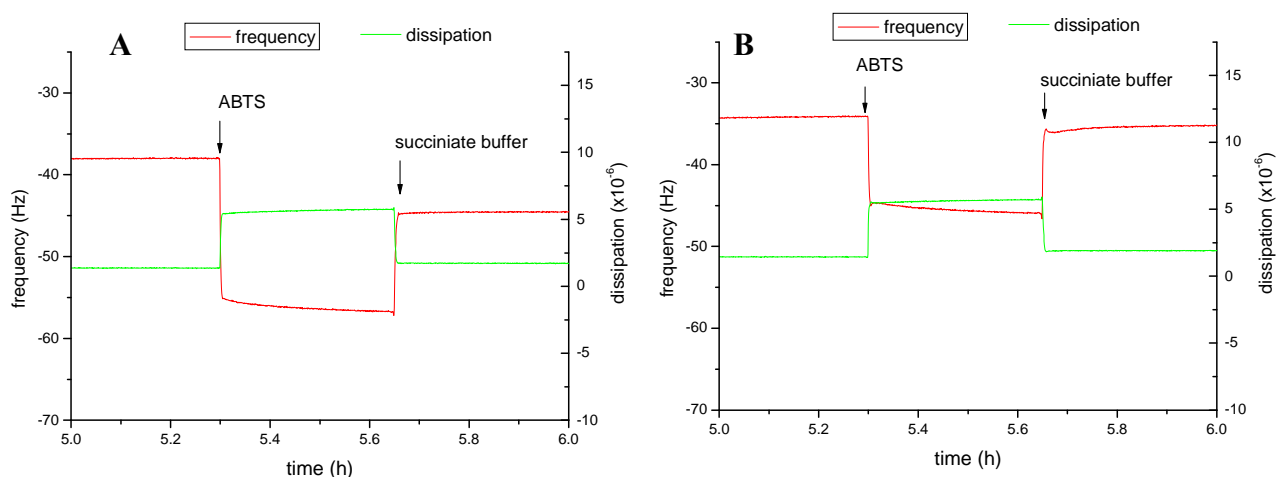 A
frequency
dissipation
ABTS
succiniate buffer
frequency (Hz)
-30
-40
-50
-60
-70
dissipation (x10-6)
15
10
5
0
-5
-10
5.0 5.2 5.4 5.6 5.8 6.0
time (h)
B
frequency
dissipation
ABTS
succiniate buffer
frequency (Hz)
-30
-40
-50
-60
-70
dissipation (x10-6)
15
10
5
0
-5
-10
5.0 5.2 5.4 5.6 5.8 6.0
time (h)